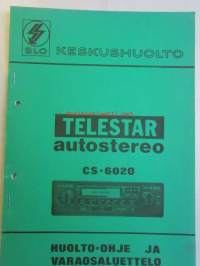 SLO
KESKUSHUOLTO
TELESTAR
autostereo
CS-6020
HUOLTO-OHJE JA
VARAOSALUETTELO